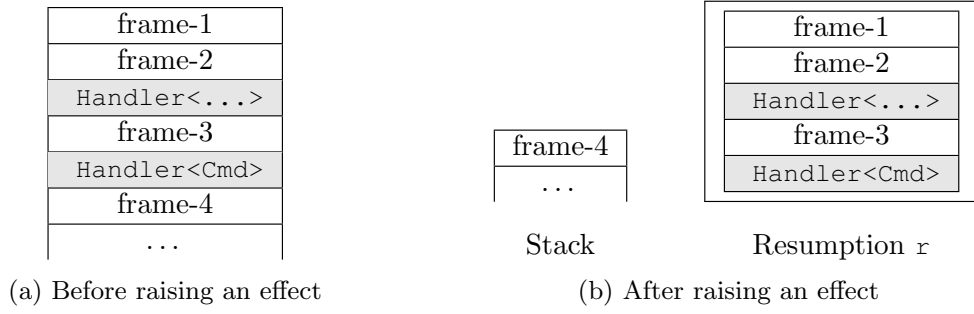 frame-1
frame-2
Handler<...>
frame-3
Handler<Cmd>
frame-4
...
(a) Before raising an effect
frame-4
...
Stack
frame-1
frame-2
Handler<...>
frame-3
Handler<Cmd>
Resumption r
(b) After raising an effect